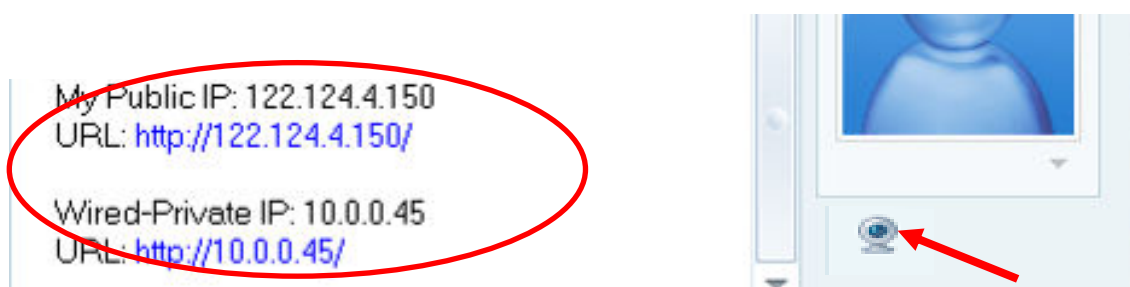 My Public IP: 122.124.4.150
URL: http://122.124.4.150/
Wired-Private IP: 10.0.0.45
URL: http://10.0.0.45/